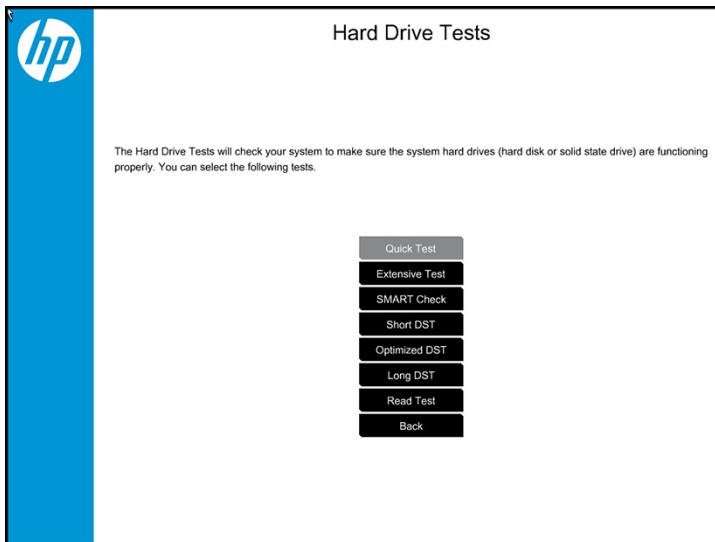 hp
Hard Drive Tests
The Hard Drive Tests will check your system to make sure the system hard drives (hard disk or solid state drive) are functioning
properly. You can select the following tests.
Quick Test
Extensive Test
SMART Check
Short DST
Optimized DST
Long DST
Read Test
Back